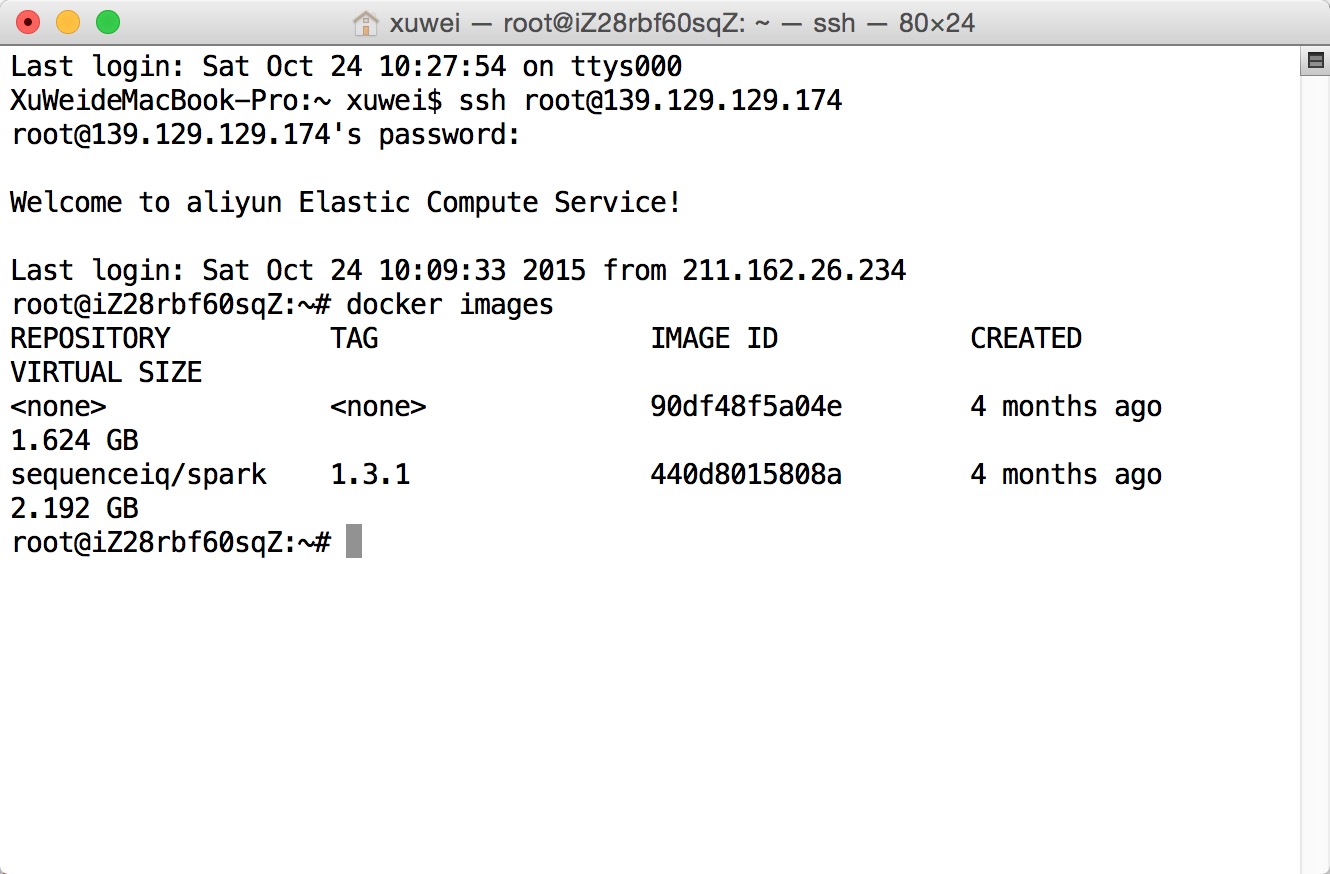 xuwei — root@iZ28rbf60sqZ: ~ — ssh — 80×24
Last login: Sat Oct 24 10:27:54 on ttys000
XuWeideMacBook-Pro:~ xuwei$ ssh root@139.129.129.174
root@139.129.129.174's password:
Welcome to aliyun Elastic Compute Service!
Last login: Sat Oct 24 10:09:33 2015 from 211.162.26.234
root@iZ28rbf60sqZ:~# docker images
REPOSITORY          TAG                 IMAGE ID            CREATED
VIRTUAL SIZE
<none>              <none>              90df48f5a04e        4 months ago
1.624 GB
sequenceiq/spark    1.3.1               440d8015808a        4 months ago
2.192 GB
root@iZ28rbf60sqZ:~#